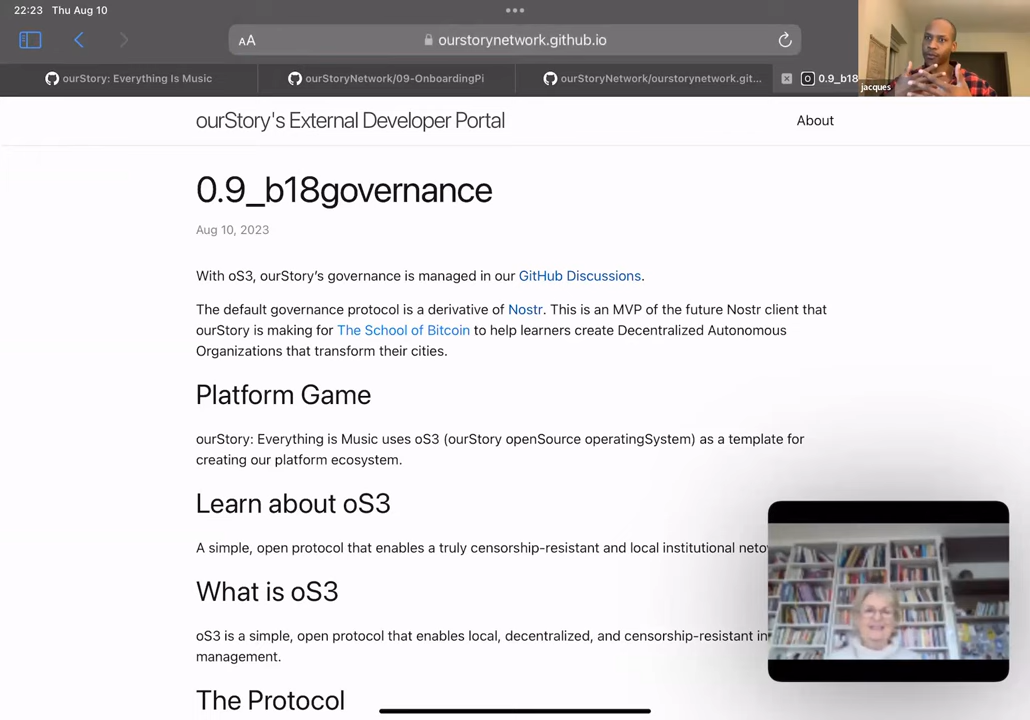 22:23 Thu Aug 10
AA ourstorynetwork.github.io
ourStory: Everything Is Music
ourStoryNetwork/09-OnboardingPi
ourStoryNetwork/ourstorynetwork.git...
0.9_b18
jacques
ourStory's External Developer Portal
About
0.9_b18governance
Aug 10, 2023
With oS3, ourStory's governance is managed in our GitHub Discussions.
The default governance protocol is a derivative of Nostr. This is an MVP of the future Nostr client that
ourStory is making for The School of Bitcoin to help learners create Decentralized Autonomous
Organizations that transform their cities.
Platform Game
ourStory: Everything is Music uses oS3 (ourStory openSource operatingSystem) as a template for
creating our platform ecosystem.
Learn about oS3
A simple, open protocol that enables a truly censorship-resistant and local institutional
What is oS3
oS3 is a simple, open protocol that enables local, decentralized, and censorship-resistant
management.
The Protocol